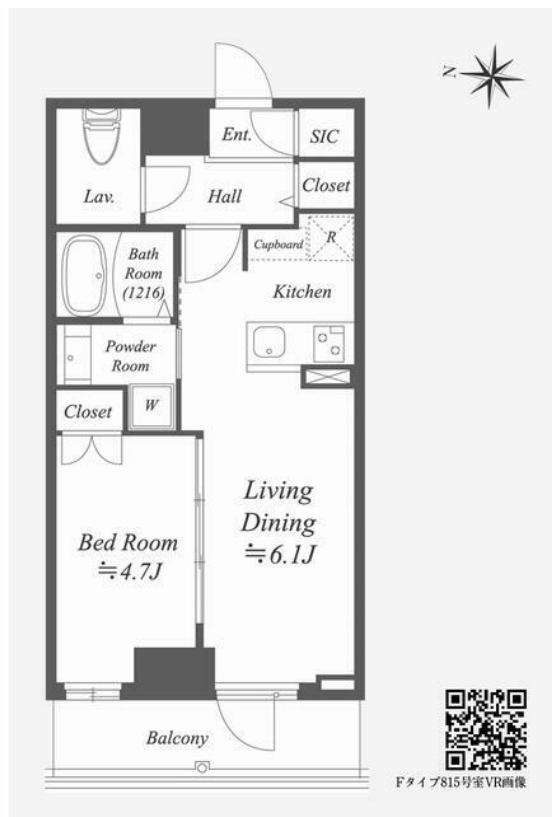 N
Ent.
SIC
Lav.
Hall
Closet
Cupboard
R
Bath
Room
(1216)
Kitchen
Powder
Room
W
Closet
Living
Dining
≒6.1J
Bed Room
≒4.7J
Balcony
Fタイプ815号室VR画像